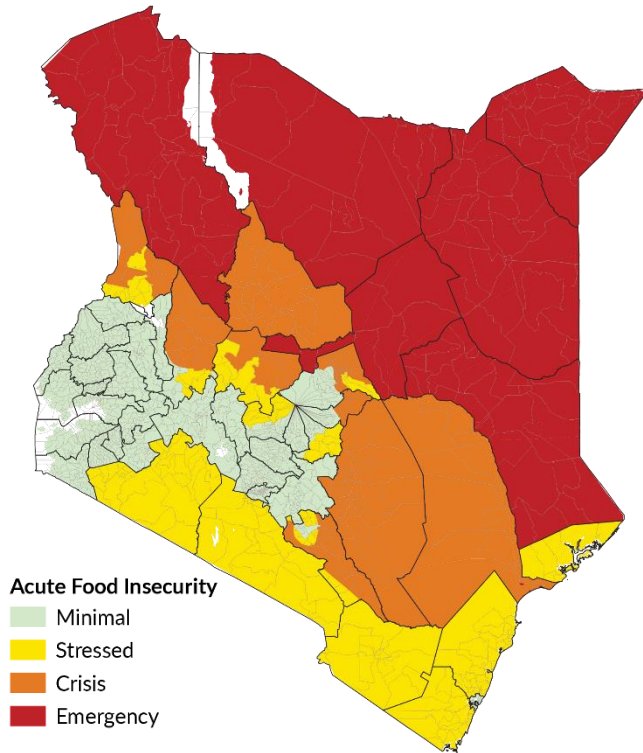 Acute Food Insecurity
Minimal
Stressed
Crisis
Emergency